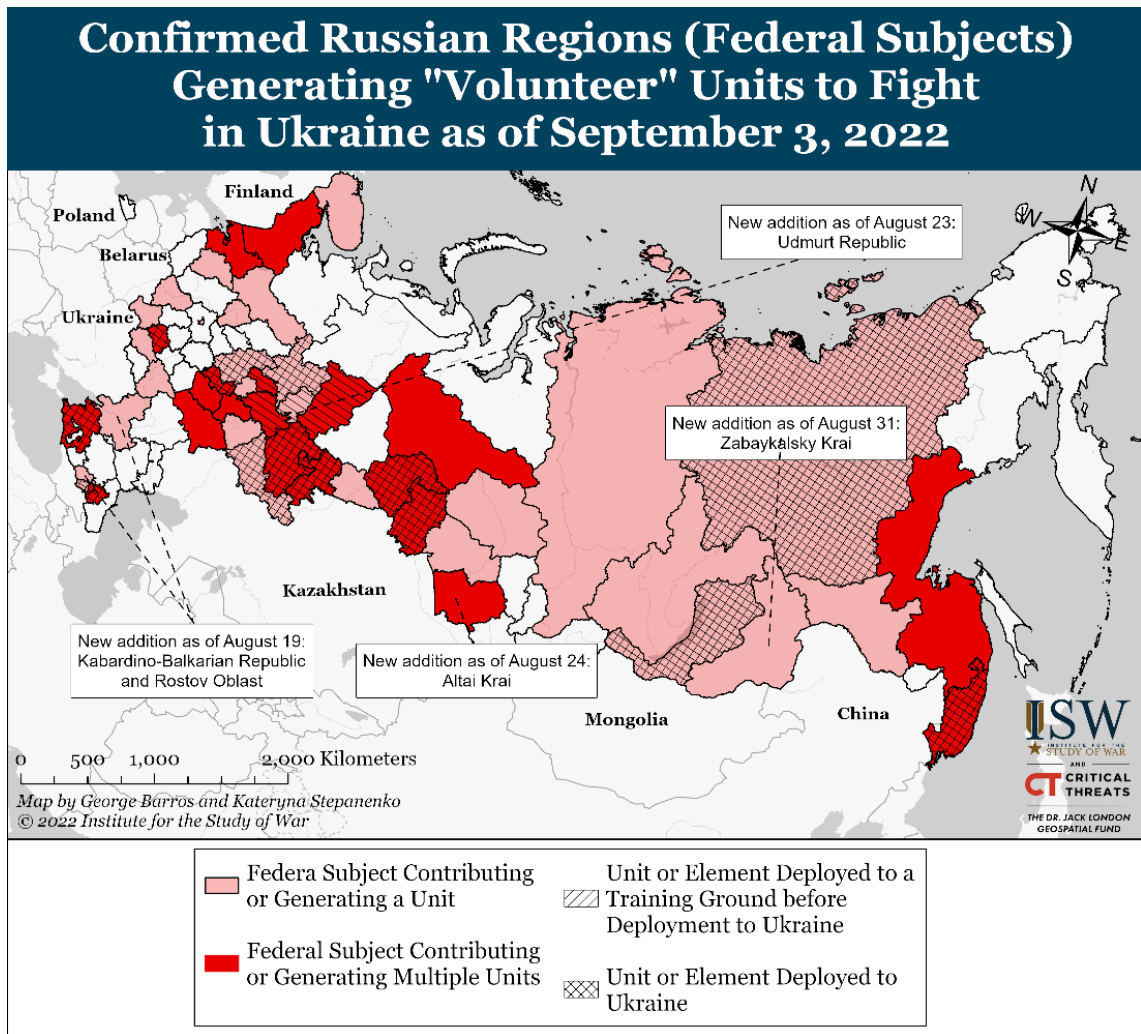 Confirmed Russian Regions (Federal Subjects)
Generating "Volunteer" Units to Fight
in Ukraine as of September 3, 2022
Finland
Poland
Belarus
Ukraine
Kazakhstan
Mongolia
China
N
W
E
S
New addition as of August 23:
Udmurt Republic
New addition as of August 31:
Zabaykalsky Krai
New addition as of August 19:
Kabardino-Balkarian Republic
and Rostov Oblast
New addition as of August 24:
Altai Krai
0 500 1,000 2,000 Kilometers
Map by George Barros and Kateryna Stepanenko
© 2022 Institute for the Study of War
ISW
INSTITUTE FOR THE
STUDY OF WAR
AND
CT CRITICAL
THREATS
THE DR. JACK LONDON
GEOSPATIAL FUND
Federa Subject Contributing
or Generating a Unit
Federal Subject Contributing
or Generating Multiple Units
Unit or Element Deployed to a
Training Ground before
Deployment to Ukraine
Unit or Element Deployed to
Ukraine